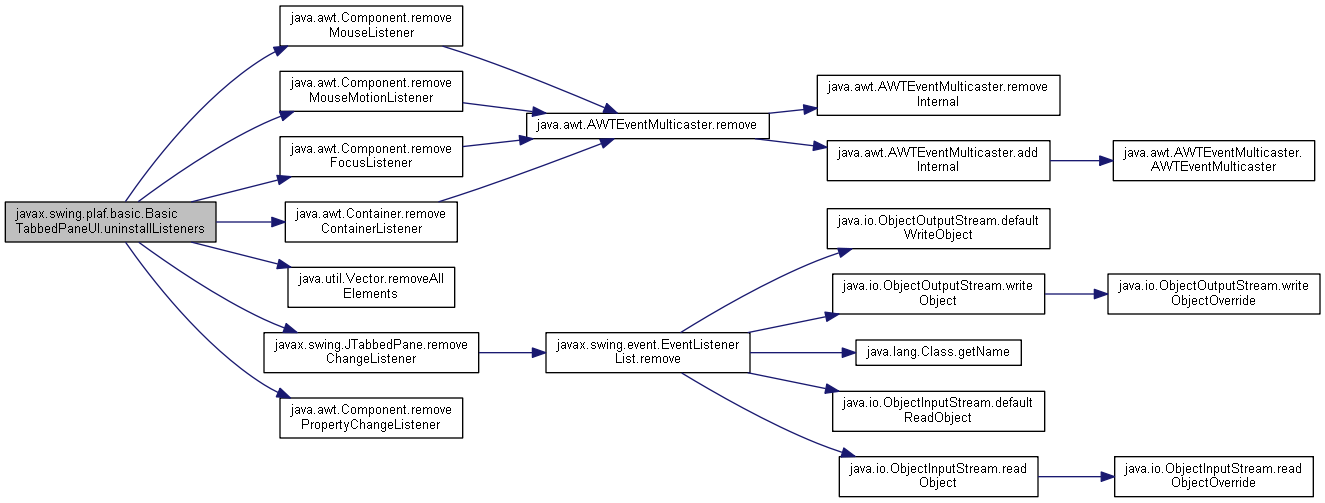 java.awt.Component.remove
MouseListener
java.awt.Component.remove
MouseMotionListener
java.awt.Component.remove
FocusListener
javax.swing.plaf.basic.Basic
TabbedPaneUI.uninstallListeners
java.awt.Container.remove
ContainerListener
java.util.Vector.removeAll
Elements
javax.swing.JTabbedPane.remove
ChangeListener
java.awt.Component.remove
PropertyChangeListener
java.awt.AWTEventMulticaster.remove
javax.swing.event.EventListener
List.remove
java.awt.AWTEventMulticaster.remove
Internal
java.awt.AWTEventMulticaster.add
Internal
java.awt.AWTEventMulticaster.
AWTEventMulticaster
java.io.ObjectOutputStream.default
WriteObject
java.io.ObjectOutputStream.write
Object
java.io.ObjectOutputStream.write
ObjectOverride
java.lang.Class.getName
java.io.ObjectInputStream.default
ReadObject
java.io.ObjectInputStream.read
Object
java.io.ObjectInputStream.read
ObjectOverride